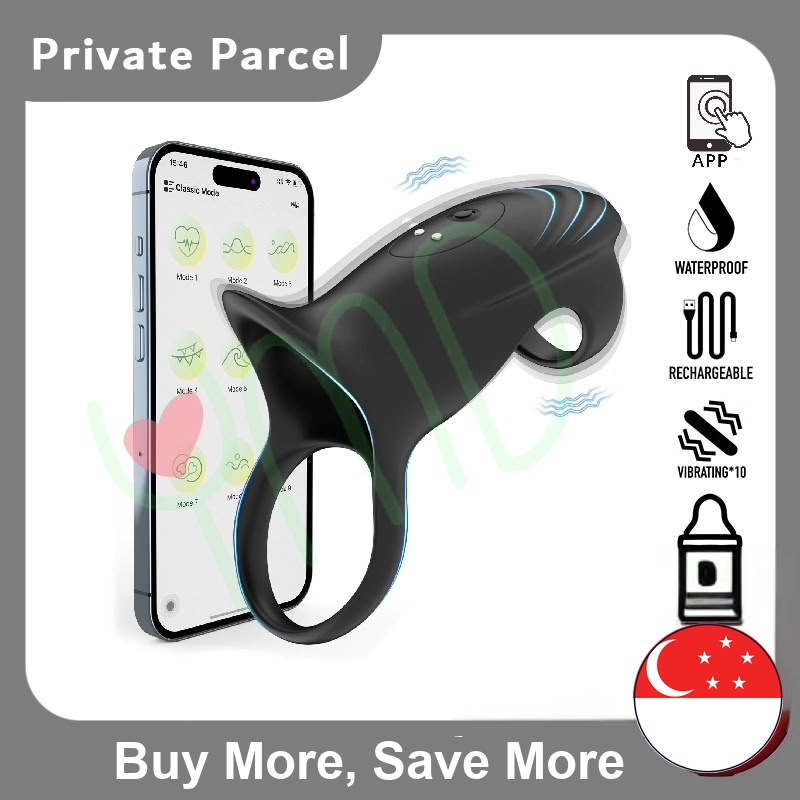 Private Parcel
15:46
Classic Mode
Mode 1
Mode 2
Mode 3
Mode 4
Mode 5
Mode 7
APP
WATERPROOF
RECHARGEABLE
VIBRATING*10
Buy More, Save More